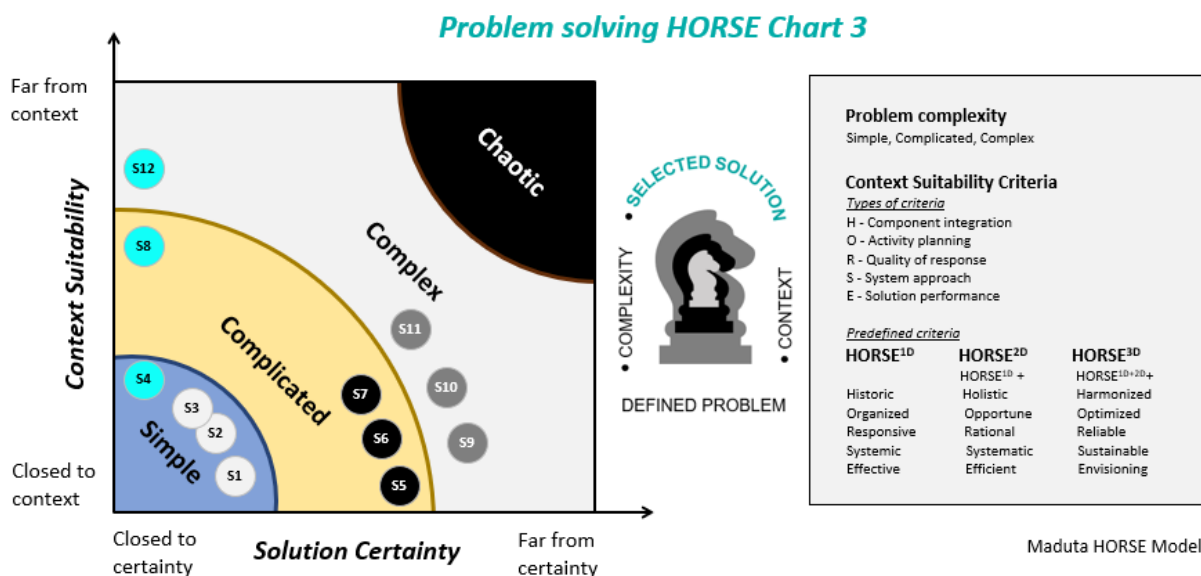 Problem solving HORSE Chart 3
Far from
context
Context Suitability
Closed to
context
Closed to
certainty
Solution Certainty
Far from
certainty
Chaotic
Complex
Complicated
Simple
S12
S8
S4
S3
S2
S1
S11
S10
S9
S7
S6
S5
• SELECTED SOLUTION
• COMPLEXITY
• CONTEXT
DEFINED PROBLEM
Problem complexity
Simple, Complicated, Complex
Context Suitability Criteria
Types of criteria
H - Component integration
O - Activity planning
R - Quality of response
S - System approach
E - Solution performance
Predefined criteria
HORSE1D HORSE2D HORSE3D
HORSE1D + HORSE1D+2D+
Historic Holistic Harmonized
Organized Opportune Optimized
Responsive Rational Reliable
Systemic Systematic Sustainable
Effective Efficient Envisioning
Maduta HORSE Model